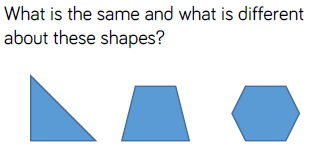 What is the same and what is different
about these shapes?